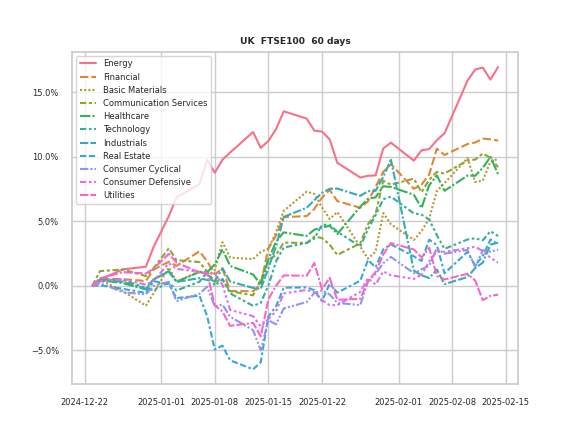 UK  FTSE100  60 days
Energy
Financial
Basic Materials
Communication Services
Healthcare
Technology
Industrials
Real Estate
Consumer Cyclical
Consumer Defensive
Utilities
15.0%
10.0%
5.0%
0.0%
−5.0%
2024-12-22
2025-01-01
2025-01-08
2025-01-15
2025-01-22
2025-02-01
2025-02-08
2025-02-15